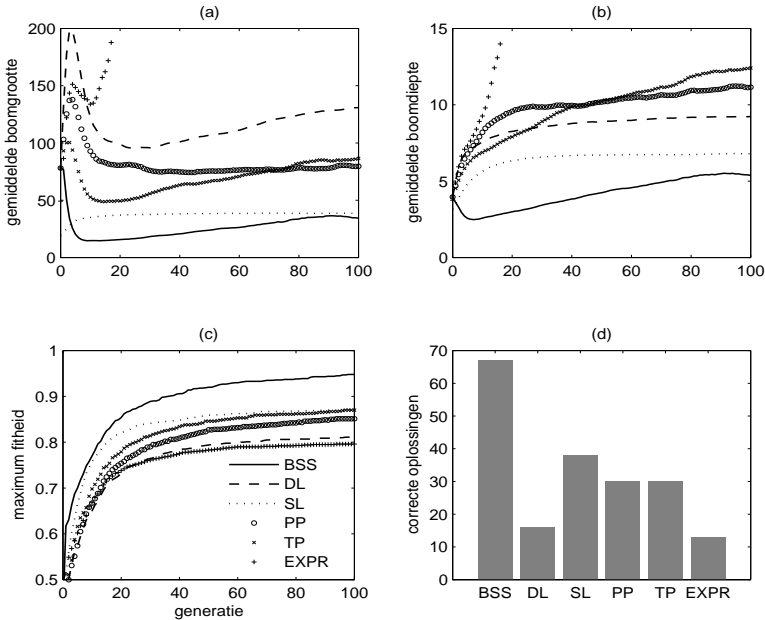 (a)
200
150
100
50
0
0 20 40 60 80 100
gemiddelde boomgrootte
(b)
15
10
5
0
0 20 40 60 80 100
gemiddelde boomdiepte
(c)
1
0.9
0.8
0.7
0.6
0.5
0 20 40 60 80 100
maximum fitheid
generatie
BSS
DL
SL
PP
TP
EXPR
(d)
70
60
50
40
30
20
10
0
BSS DL SL PP TP EXPR
correcte oplossingen